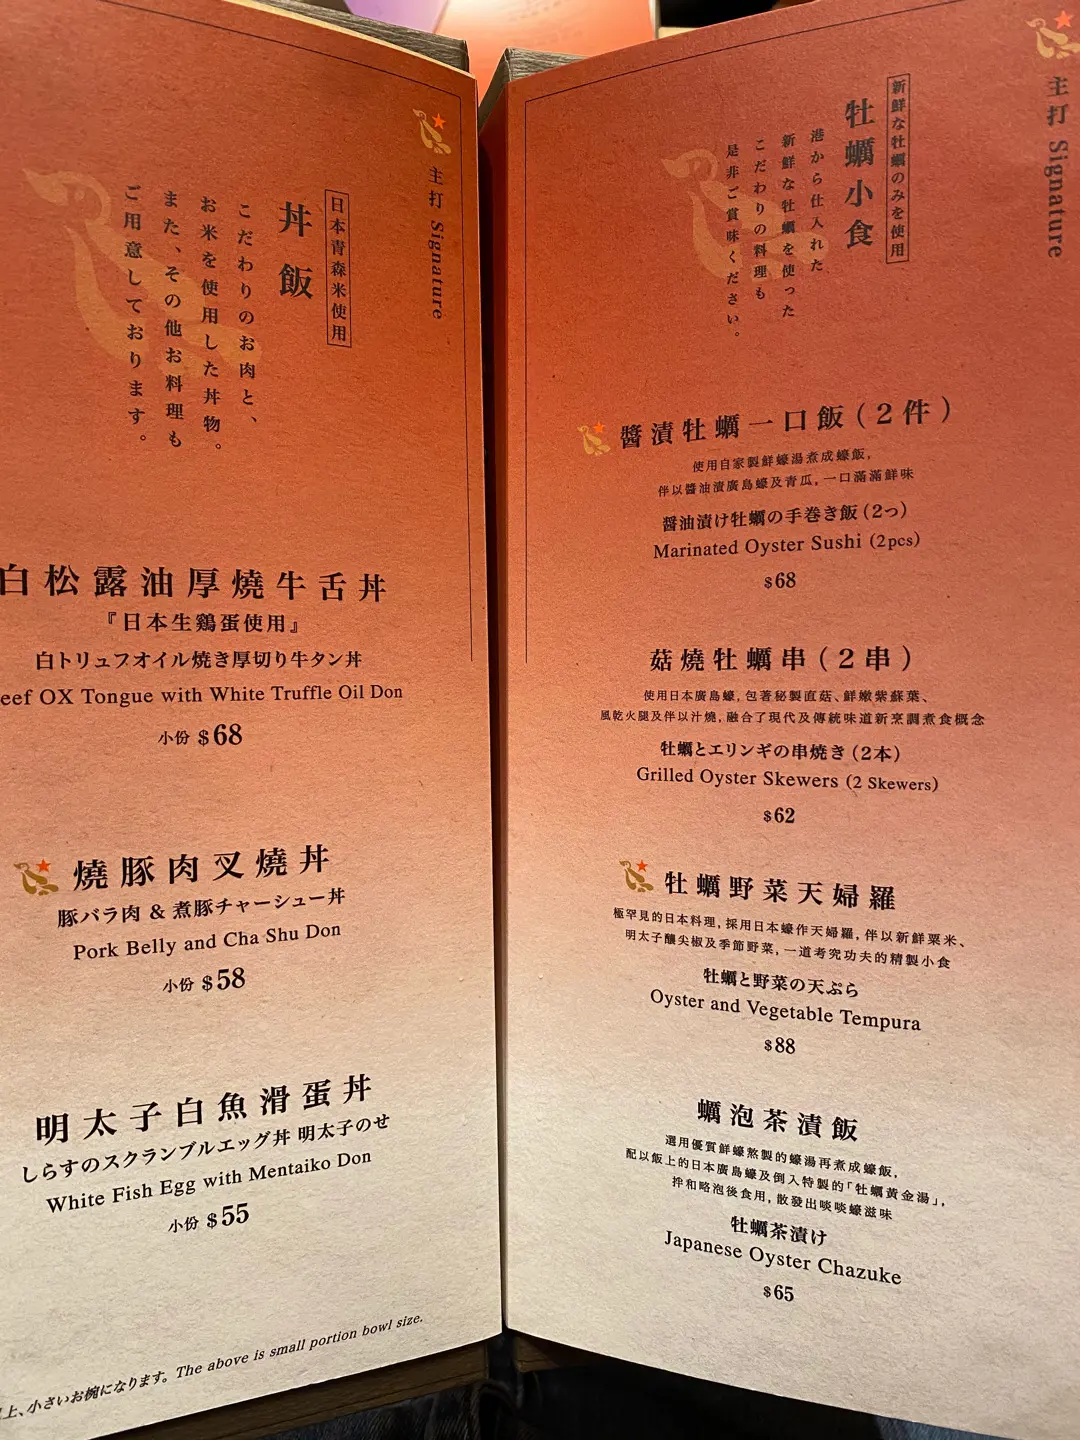 主打 Signature
日本青森米使用
丼飯
こだわりのお肉と、
お米を使用した丼物。
また、その他お料理も
ご用意しております。
白松露油厚燒牛舌丼
『日本生鶏蛋使用』
白トリュフオイル焼き厚切り牛タン丼
eef OX Tongue with White Truffle Oil Don
小份 $68
燒豚肉叉燒丼
豚バラ肉 & 煮豚チャーシュー丼
Pork Belly and Cha Shu Don
小份 $58
明太子白魚滑蛋丼
しらすのスクランブルエッグ丼 明太子のせ
White Fish Egg with Mentaiko Don
小份 $55
上、小さいお椀になります。The above is small portion bowl size.
主打 Signature
新鮮な牡蠣のみを使用
牡蠣小食
港から仕入れた
新鮮な牡蠣を使った
こだわりの料理も
是非ご賞味ください。
醬漬牡蠣一口飯(2件)
使用自家製鮮蠔湯煮成蠔飯,
伴以醬油漬廣島蠔及青瓜,一口滿滿鮮味
醤油漬け牡蠣の手巻き飯(2つ)
Marinated Oyster Sushi (2pcs)
$68
菇燒牡蠣串(2串)
使用日本廣島蠔,包著秘製直菇、鮮嫩紫蘇葉、
風乾火腿及伴以汁燒,融合了現代及傳統味道新烹調煮食概念
牡蠣とエリンギの串焼き(2本)
Grilled Oyster Skewers (2 Skewers)
$62
牡蠣野菜天婦羅
極罕見的日本料理,採用日本蠔作天婦羅,伴以新鮮粟米、
明太子釀尖椒及季節野菜,一道考究功夫的精製小食
牡蠣と野菜の天ぷら
Oyster and Vegetable Tempura
$88
蠣泡茶漬飯
選用優質鮮蠔熬製的蠔湯再煮成蠔飯,
配以飯上的日本廣島蠔及倒入特製的「牡蠣黃金湯」,
拌和略泡後食用,散發出啖啖蠔滋味
牡蠣茶漬け
Japanese Oyster Chazuke
$65